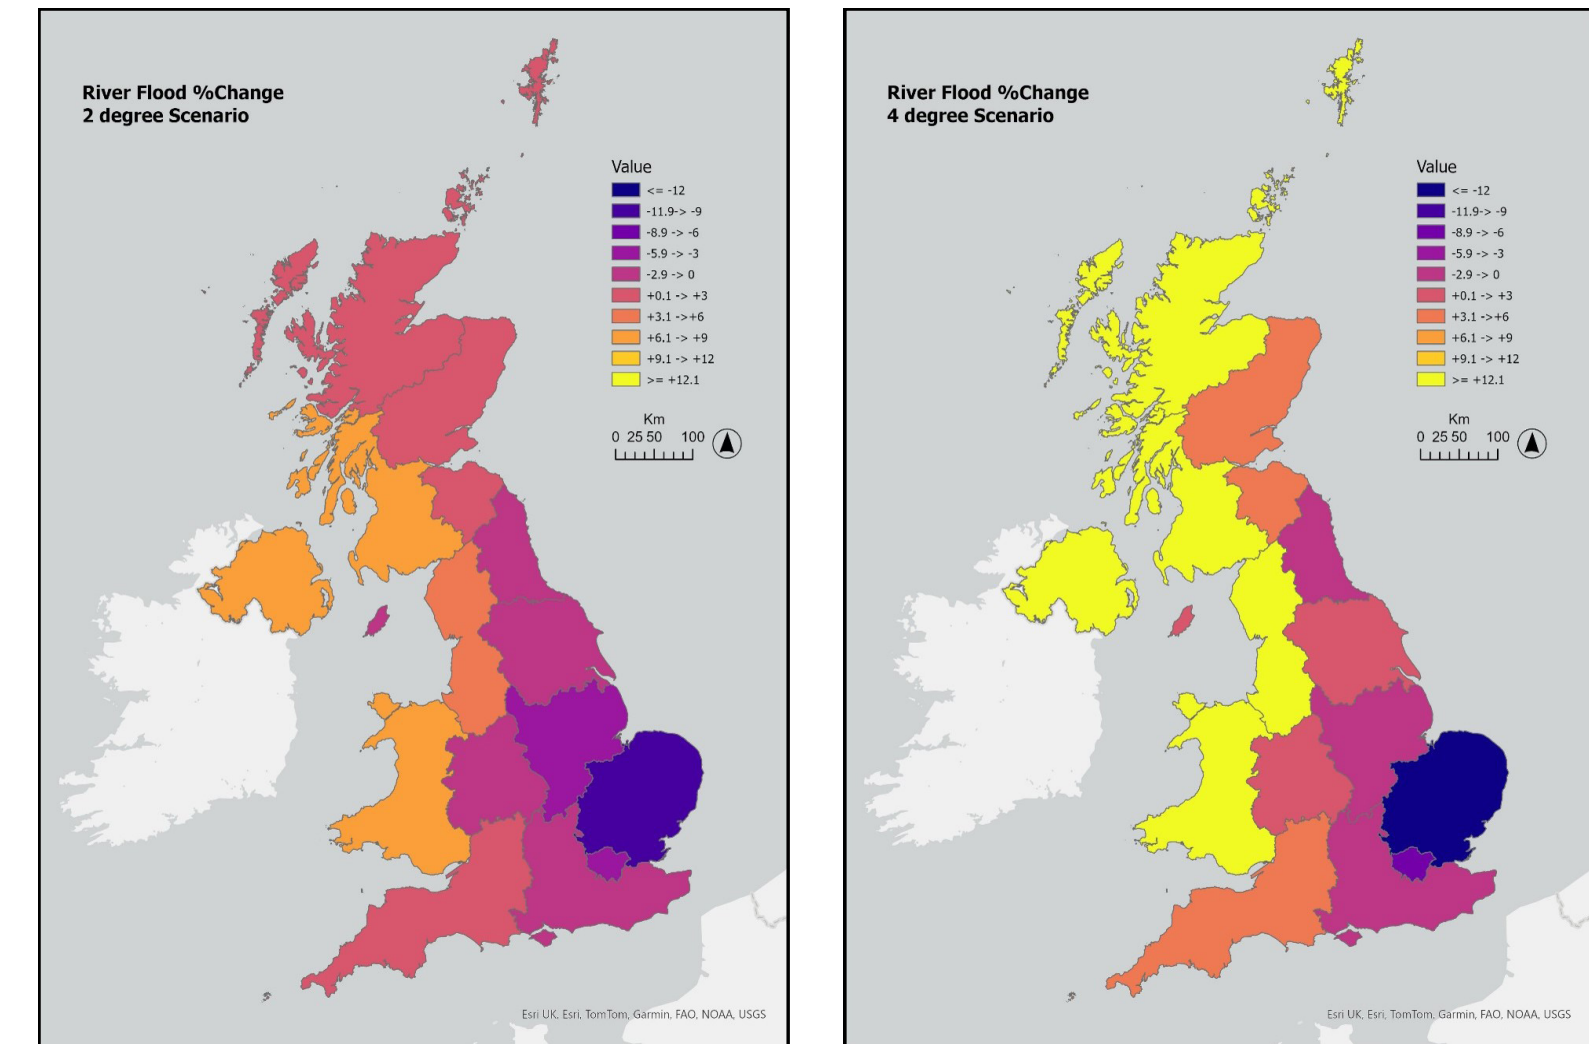 River Flood %Change
2 degree Scenario
Value
<= -12
-11.9-> -9
-8.9 -> -6
-5.9 -> -3
-2.9 -> 0
+0.1 -> +3
+3.1 ->+6
+6.1 -> +9
+9.1 -> +12
>= +12.1
Km
0 25 50 100
Esri UK, Esri, TomTom, Garmin, FAO, NOAA, USGS
River Flood %Change
4 degree Scenario
Value
<= -12
-11.9-> -9
-8.9 -> -6
-5.9 -> -3
-2.9 -> 0
+0.1 -> +3
+3.1 ->+6
+6.1 -> +9
+9.1 -> +12
>= +12.1
Km
0 25 50 100
Esri UK, Esri, TomTom, Garmin, FAO, NOAA, USGS